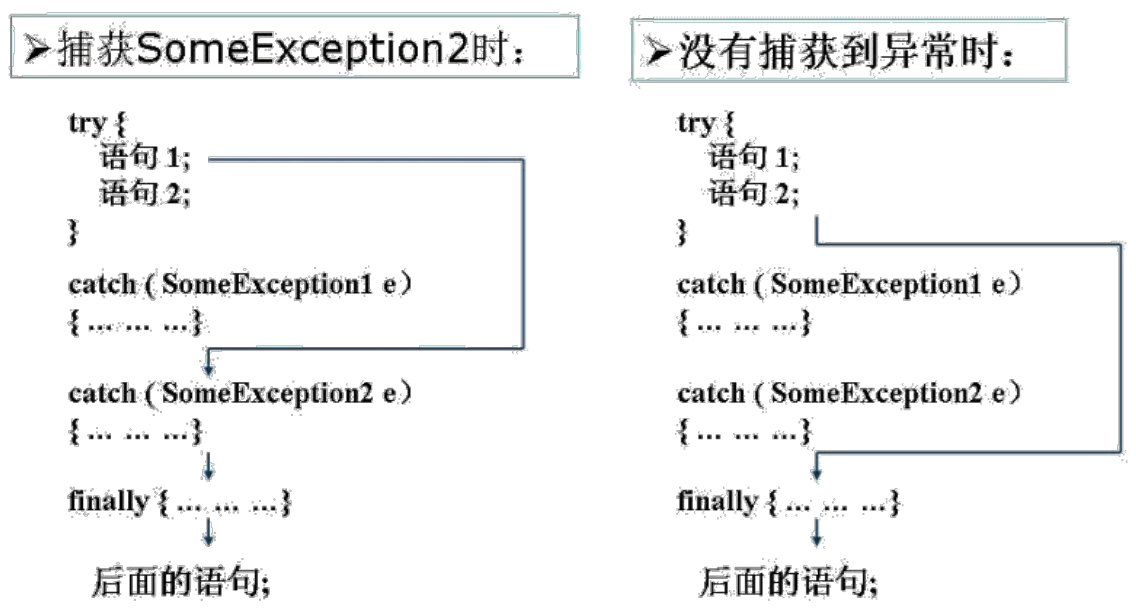 ➢捕获SomeException2时：
try {
语句 1;
语句 2;
}
catch ( SomeException1 e）
{ ... ... ...}
catch ( SomeException2 e）
{ ... ... ...}
finally { ... ... ...}
后面的语句;
➢没有捕获到异常时：
try {
语句 1;
语句 2;
}
catch ( SomeException1 e）
{ ... ... ...}
catch ( SomeException2 e）
{ ... ... ...}
finally { ... ... ...}
后面的语句;